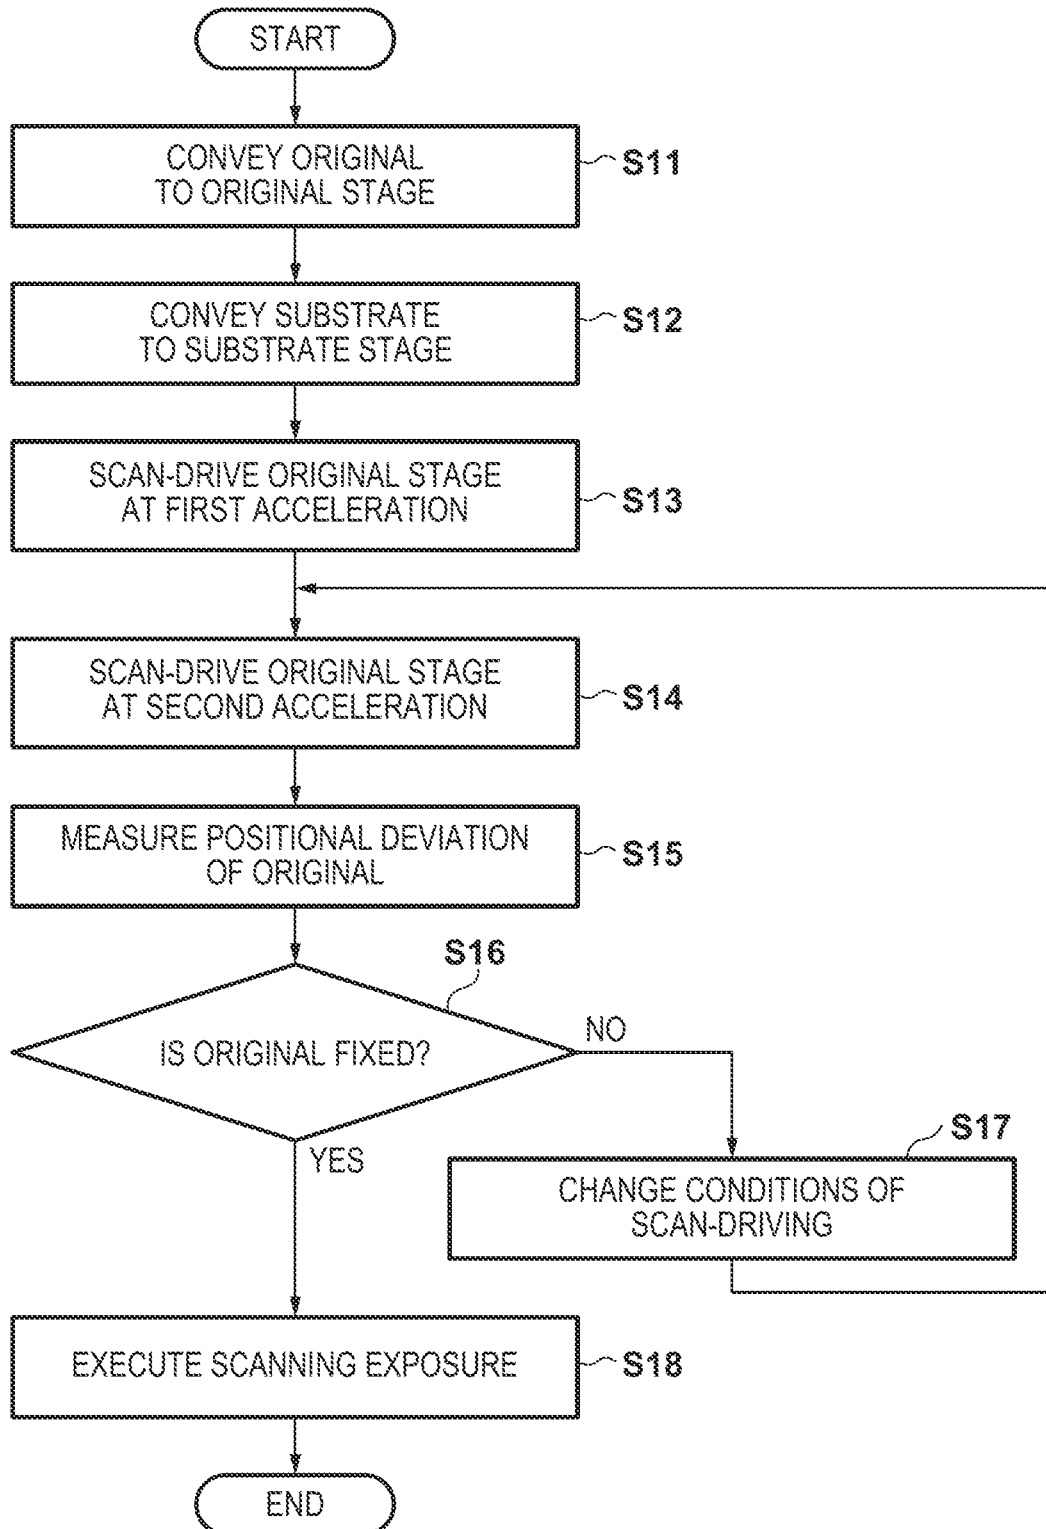 START
CONVEY ORIGINAL
TO ORIGINAL STAGE
S11
CONVEY SUBSTRATE
TO SUBSTRATE STAGE
S12
SCAN-DRIVE ORIGINAL STAGE
AT FIRST ACCELERATION
S13
SCAN-DRIVE ORIGINAL STAGE
AT SECOND ACCELERATION
S14
MEASURE POSITIONAL DEVIATION
OF ORIGINAL
S15
S16
IS ORIGINAL FIXED?
NO
YES
S17
CHANGE CONDITIONS OF
SCAN-DRIVING
EXECUTE SCANNING EXPOSURE
S18
END